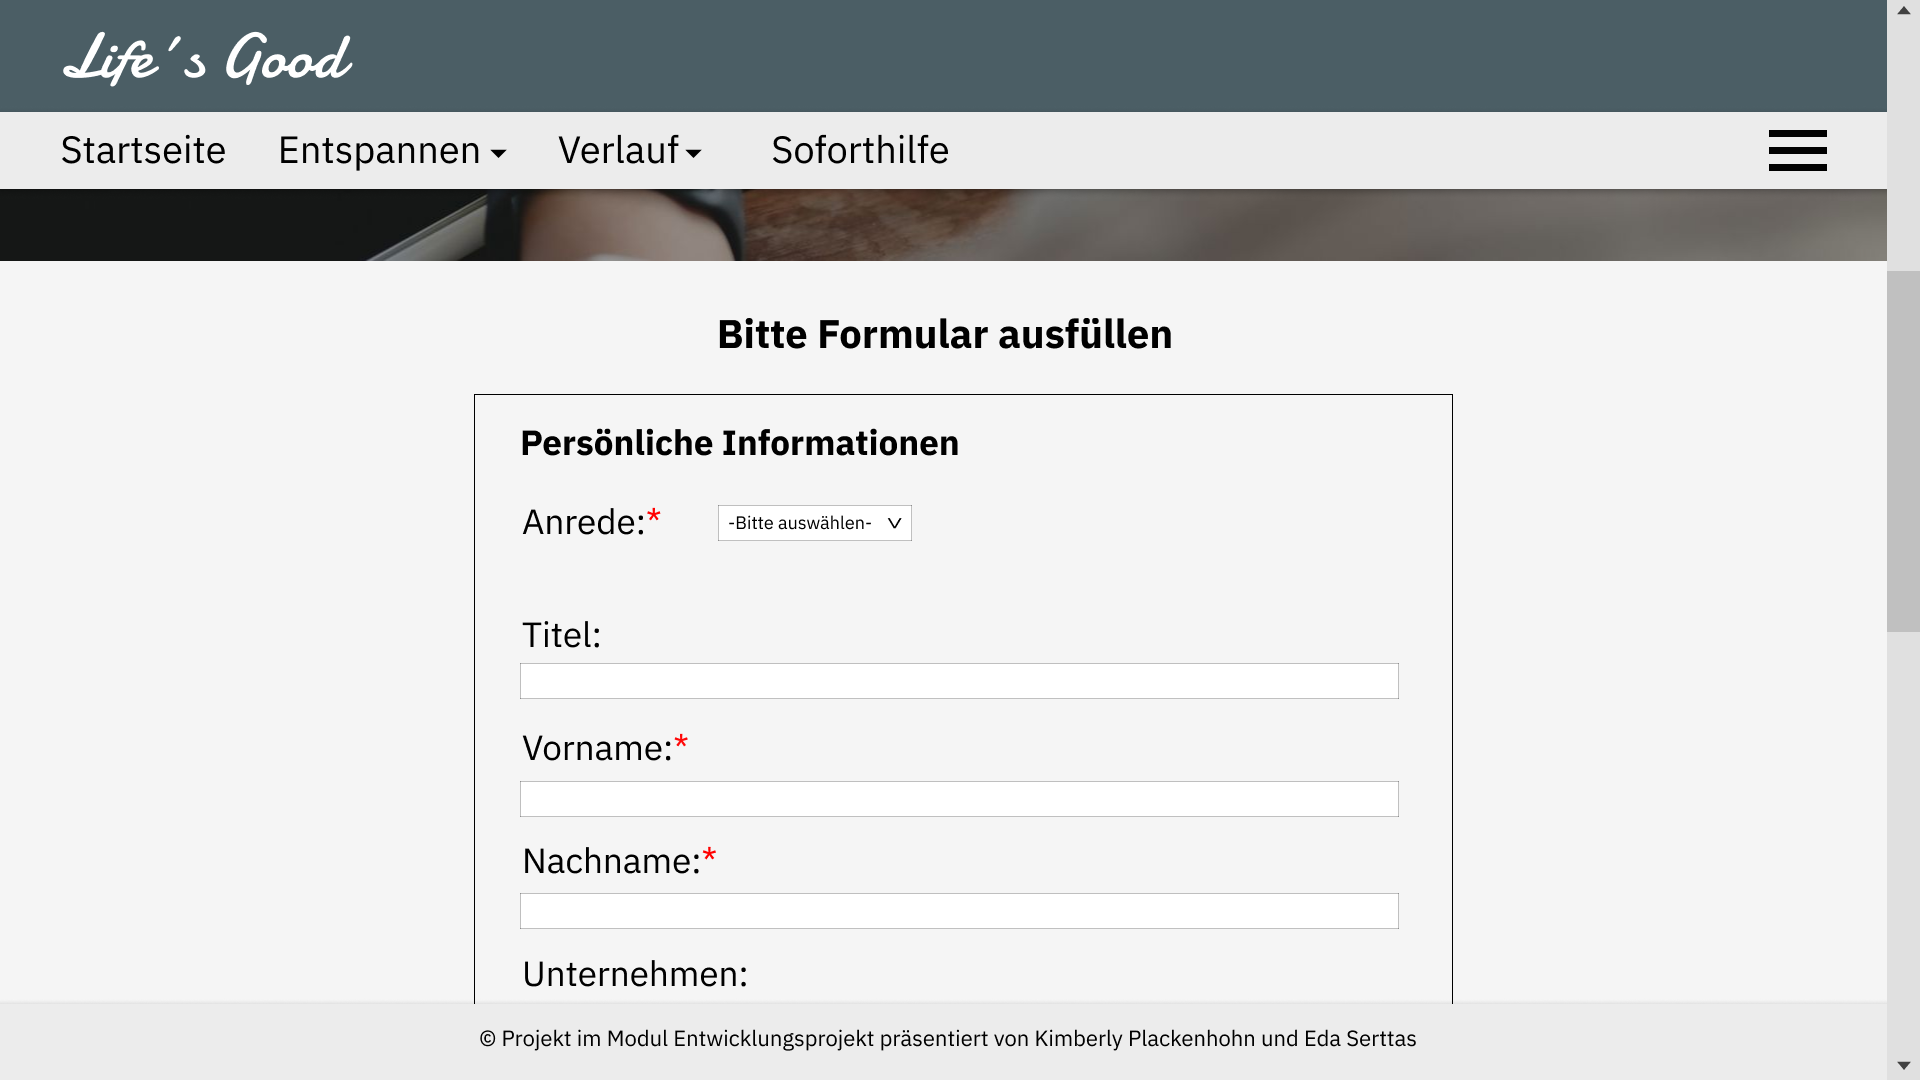 Life´s Good
Startseite Entspannen Verlauf Soforthilfe
Bitte Formular ausfüllen
Persönliche Informationen
Anrede:* -Bitte auswählen-
Titel:
Vorname:*
Nachname:*
Unternehmen:
© Projekt im Modul Entwicklungsprojekt präsentiert von Kimberly Plackenhohn und Eda Serttas